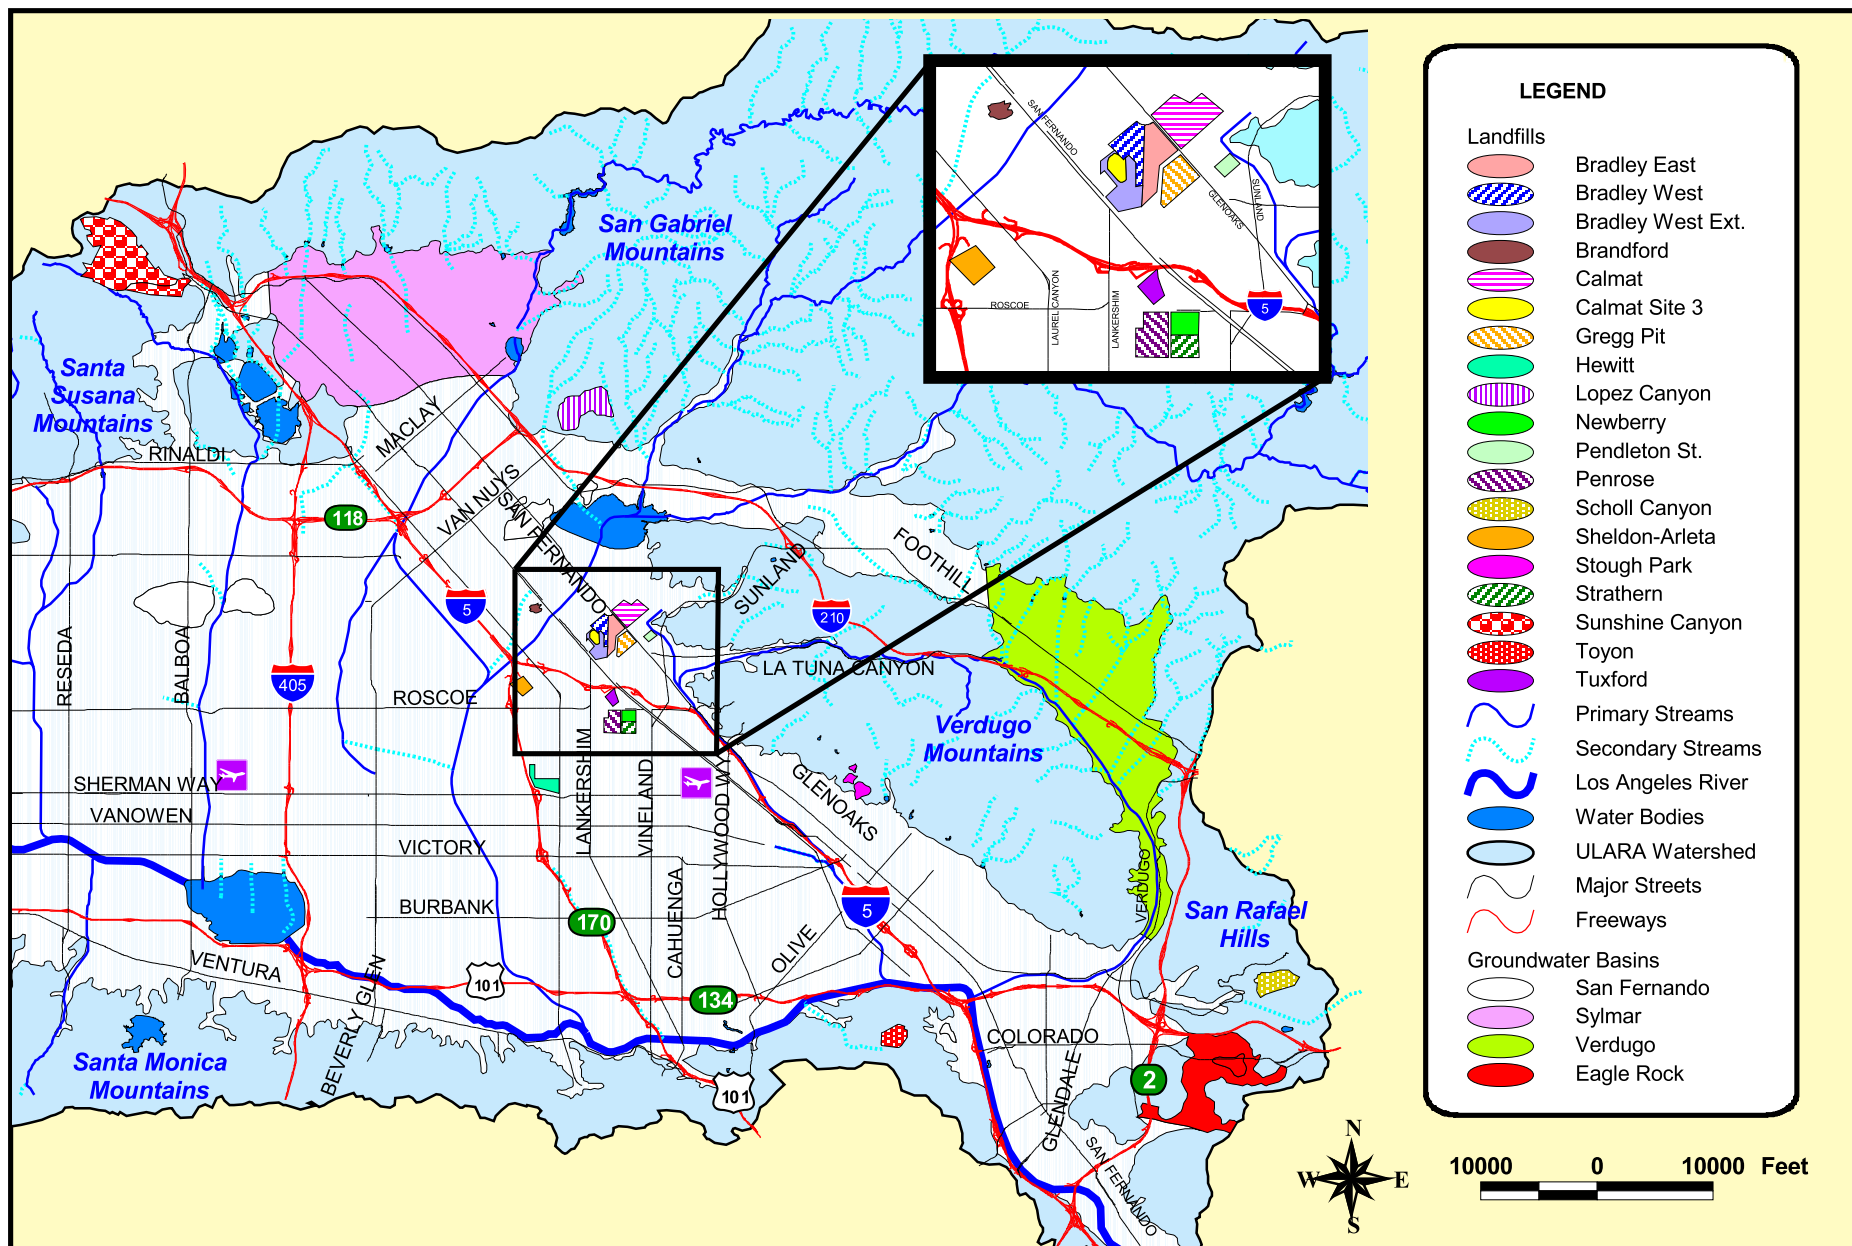 San Gabriel
Mountains
Santa
Susana
Mountains
Verdugo
Mountains
San Rafael
Hills
Santa Monica
Mountains
RINALDI
MACLAY
VAN NUYS
SAN FERNANDO
SUNLAND
FOOTHILL
LA TUNA CANYON
RESEDA
BALBOA
ROSCOE
SHERMAN WAY
VANOWEN
VICTORY
BURBANK
VENTURA
BEVERLY GLEN
LANKERSHIM
VINELAND
HOLLYWOOD WY
CAHUENGA
GLENOAKS
OLIVE
VERDUGO
COLORADO
GLENDALE
SAN FERNANDO
118
5
405
210
170
5
101
134
101
2
SAN FERNANDO
GLENOAKS
SUNLAND
ROSCOE
LAUREL CANYON
LANKERSHIM
5
LEGEND
Landfills
Bradley East
Bradley West
Bradley West Ext.
Brandford
Calmat
Calmat Site 3
Gregg Pit
Hewitt
Lopez Canyon
Newberry
Pendleton St.
Penrose
Scholl Canyon
Sheldon-Arleta
Stough Park
Strathern
Sunshine Canyon
Toyon
Tuxford
Primary Streams
Secondary Streams
Los Angeles River
Water Bodies
ULARA Watershed
Major Streets
Freeways
Groundwater Basins
San Fernando
Sylmar
Verdugo
Eagle Rock
N
W E
S
10000 0 10000 Feet